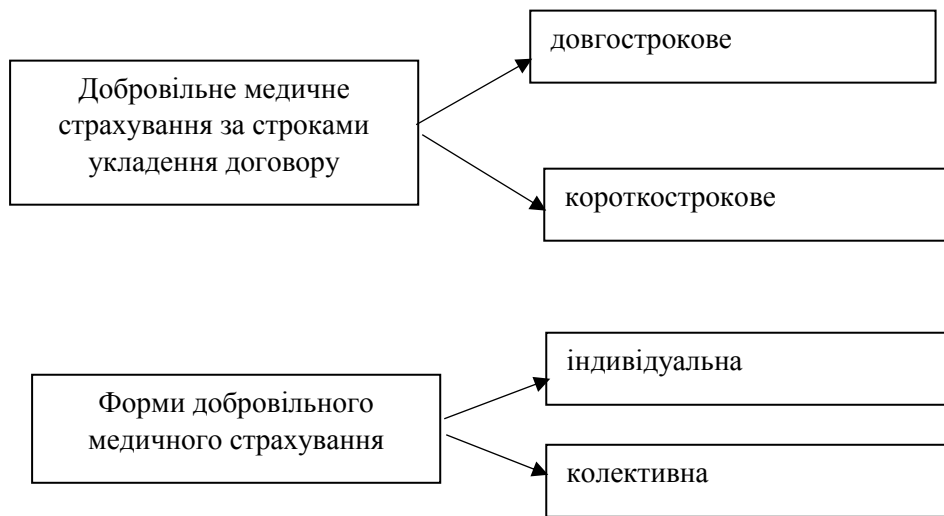 довгострокове
Добровільне медичне
страхування за строками
укладення договору
короткострокове
індивідуальна
Форми добровільного
медичного страхування
колективна